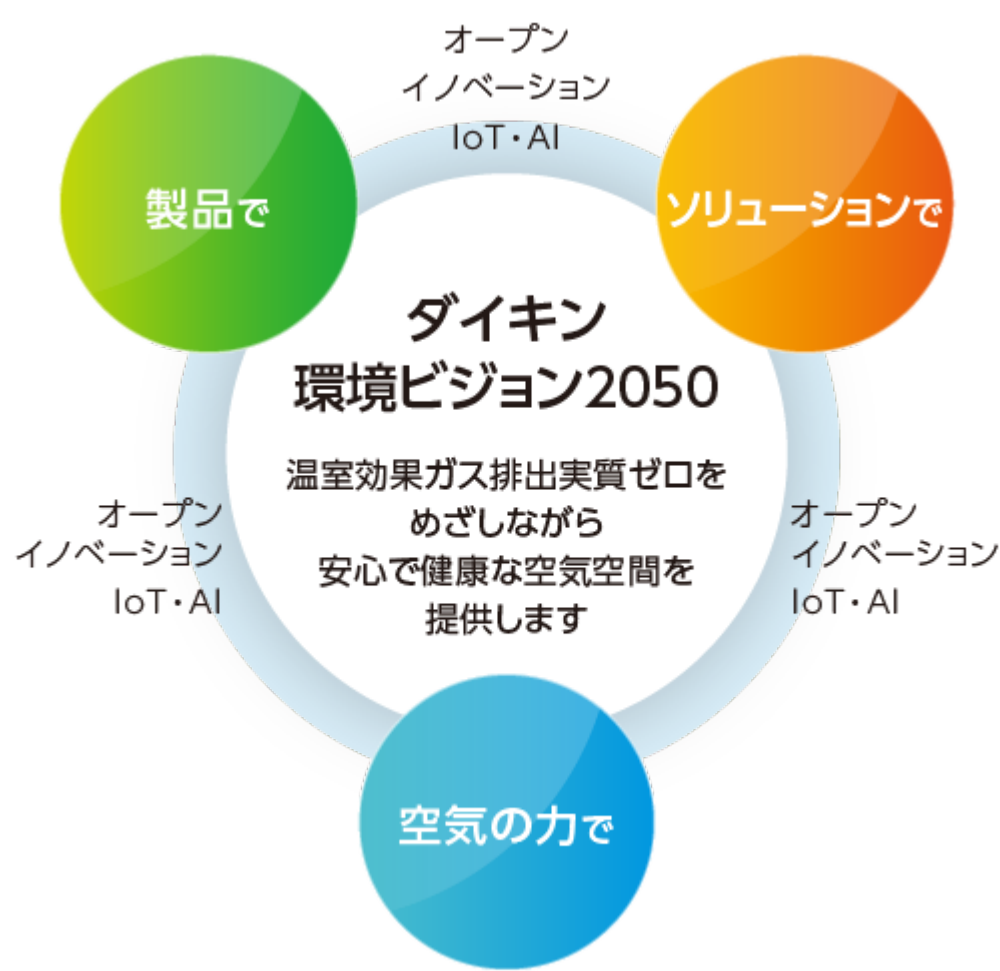 オープン
イノベーション
IoT・AI
製品で
ソリューションで
ダイキン
環境ビジョン2050
温室効果ガス排出実質ゼロを
めざしながら
安心で健康な空気空間を
提供します
オープン
イノベーション
IoT・AI
オープン
イノベーション
IoT・AI
空気の力で